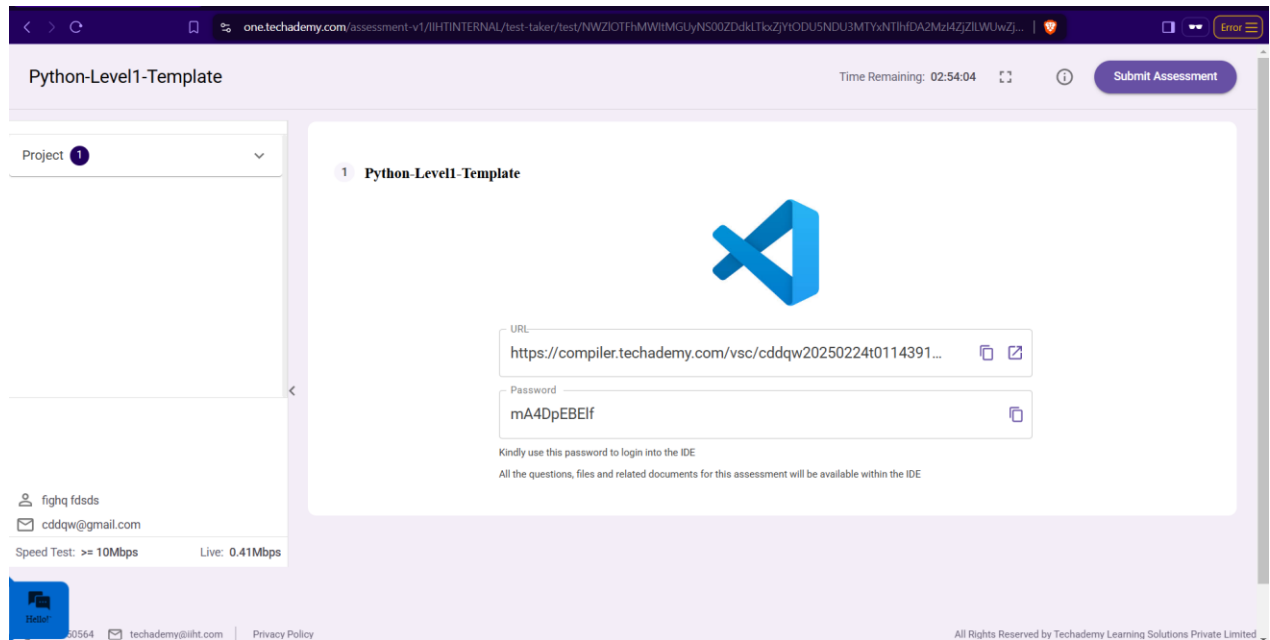 one.techademy.com/assessment-v1/IIHTINTERNAL/test-taker/test/
Error
Python-Level1-Template
Time Remaining: 02:54:04
Submit Assessment
Project 1
1 Python-Level1-Template
URL
https://compiler.techademy.com/vsc/cddqw20250224t0114391...
Password
mA4DpEBElf
Kindly use this password to login into the IDE
All the questions, files and related documents for this assessment will be available within the IDE
fighq fdsds
cddqw@gmail.com
Speed Test: >= 10Mbps
Live: 0.41Mbps
Hello!
50564
techademy@iiht.com
Privacy Policy
All Rights Reserved by Techademy Learning Solutions Private Limited